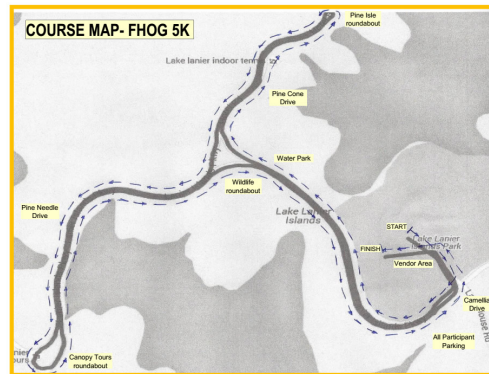 COURSE MAP- FHOG 5K
Pine Isle
roundabout
Lake lanier indoor tennis
Pine Cone
Drive
Water Park
Wildlife
roundabout
Pine Needle
Drive
Lake Lanier
Islands
START
Lake Lanier
Islands Park
FINISH
Vendor Area
Camellia
Drive
All Participant
Parking
Canopy Tours
roundabout